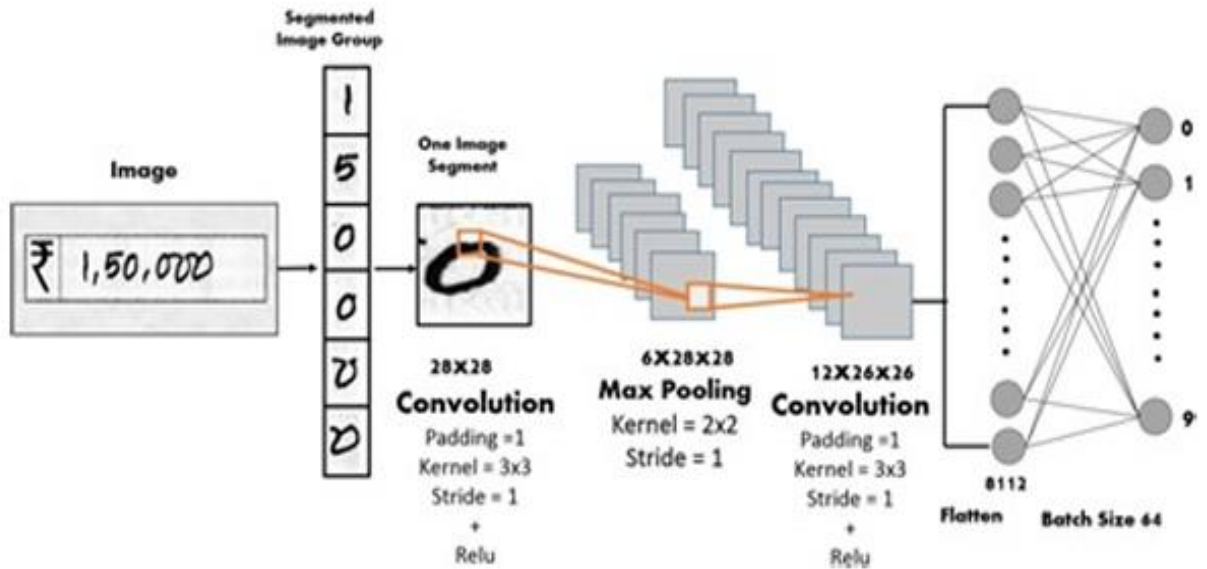 Segmented
Image Group
1
5
0
0
0
0
Image
₹ 1,50,000
One Image
Segment
28X28
Convolution
Padding =1
Kernel = 3x3
Stride = 1
+
Relu
6X28X28
Max Pooling
Kernel = 2x2
Stride = 1
12X26X26
Convolution
Padding =1
Kernel = 3x3
Stride = 1
+
Relu
8112
Flatten
0
1
9
Batch Size 64